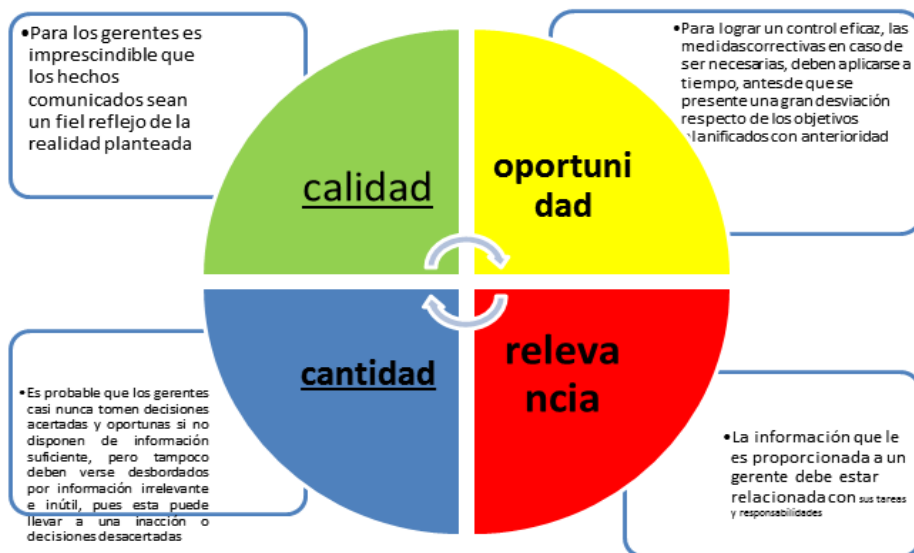 •Para los gerentes es
imprescindible que
los hechos
comunicados sean
un fiel reflejo de la
realidad planteada
calidad
•Para lograr un control eficaz, las
medidascorrectivas en caso de
ser necesarias, deben aplicarse a
tiempo, antesde que se
presente una gran desviación
respecto de los objetivos
planificados con anterioridad
oportuni
dad
•Es probable que los gerentes
casi nunca tomen decisiones
acertadas y oportunas si no
disponen de información
suficiente, pero tampoco
deben verse desbordados
por información irrelevante
e inútil, pues esta puede
llevar a una inacción o
decisiones desacertadas
cantidad
releva
ncia
•La información que le
es proporcionada a un
gerente debe estar
relacionada con sus tareas
y responsabilidades